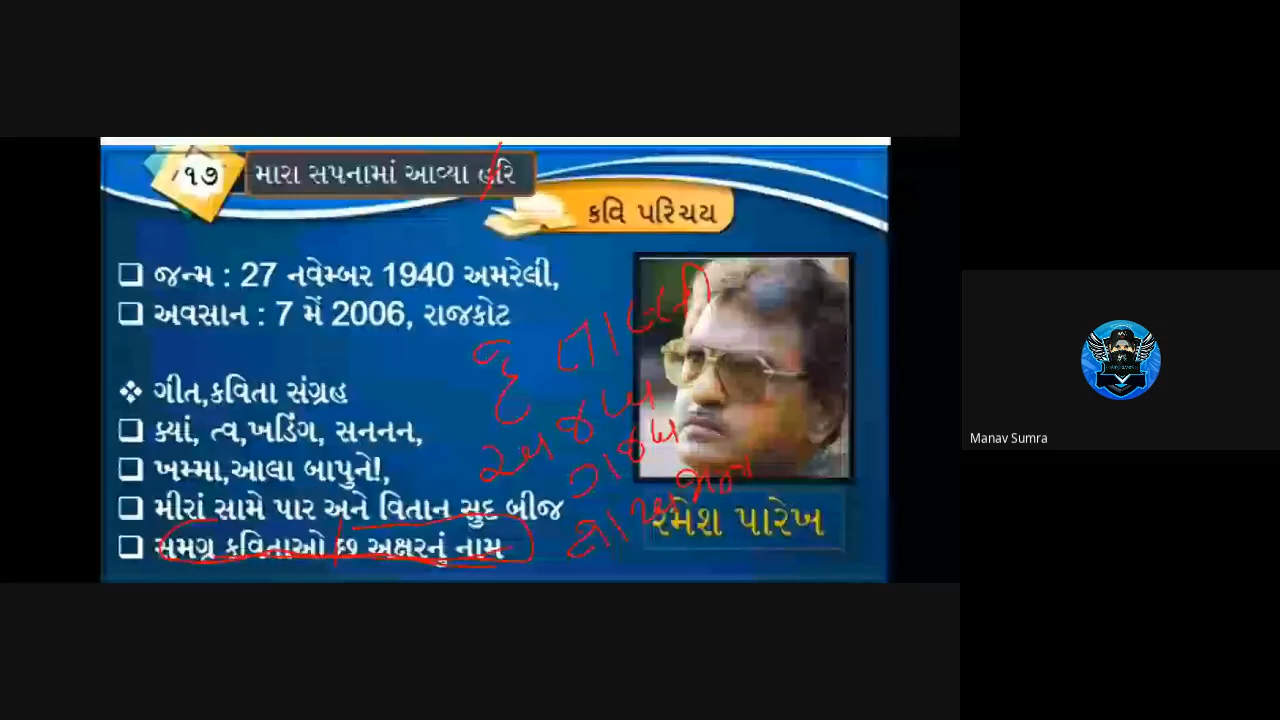 ૧૭ મારા સપનામાં આવ્યા હરિ
કવિ પરિચય
❑ જન્મ : 27 નવેમ્બર 1940 અમરેલી,
❑ અવસાન : 7 મેં 2006, રાજકોટ
❖ ગીત,કવિતા સંગ્રહ
❑ ક્યાં, ત્વ,ખડિંગ, સનનન,
❑ ખમ્મા,આલા બાપુને!,
❑ મીરાં સામે પાર અને વિતાન સુદ બીજ
❑ સમગ્ર કવિતાઓ છ અક્ષરનું નામ
રમેશ પારેખ
Manav Sumra